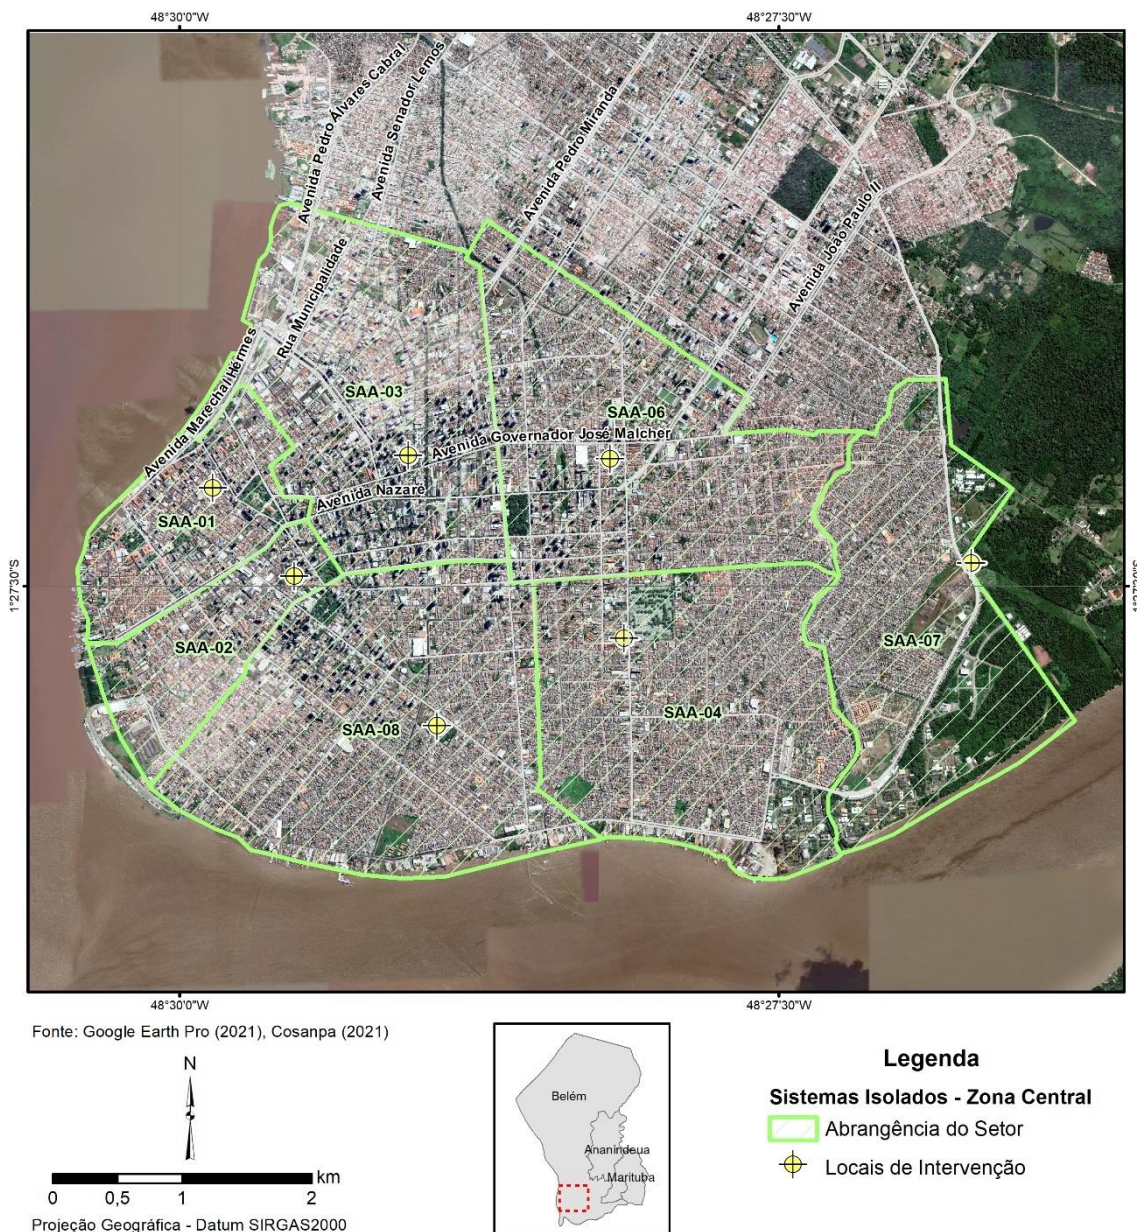 48°30'0"W
48°27'30"W
Avenida Pedro Álvares Cabral
Avenida Senador Lemos
Avenida Pedro Miranda
Avenida João Paulo II
Rua Municipalidade
Avenida Marechal Hermes
SAA-03
SAA-06
Avenida Governador José Malcher
Avenida Nazaré
SAA-01
1°27'30"S
1°27'30"S
SAA-02
SAA-07
SAA-04
SAA-08
48°30'0"W
48°27'30"W
Fonte: Google Earth Pro (2021), Cosanpa (2021)
N
km
0 0,5 1 2
Projeção Geográfica - Datum SIRGAS2000
Belém
Ananindeua
Marituba
Legenda
Sistemas Isolados - Zona Central
Abrangência do Setor
Locais de Intervenção